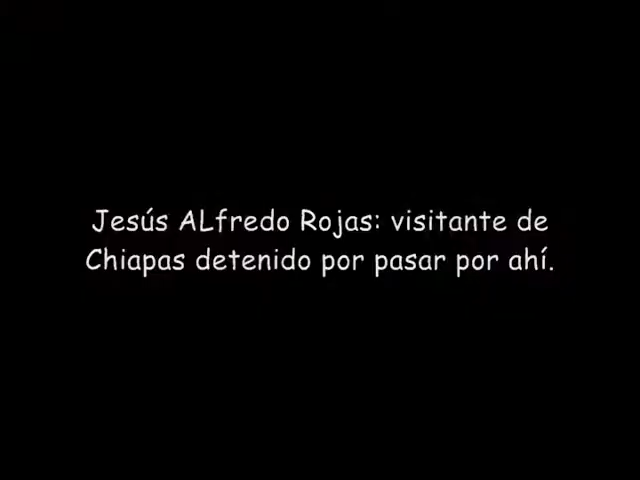 Jesús ALfredo Rojas: visitante de
Chiapas detenido por pasar por ahí.